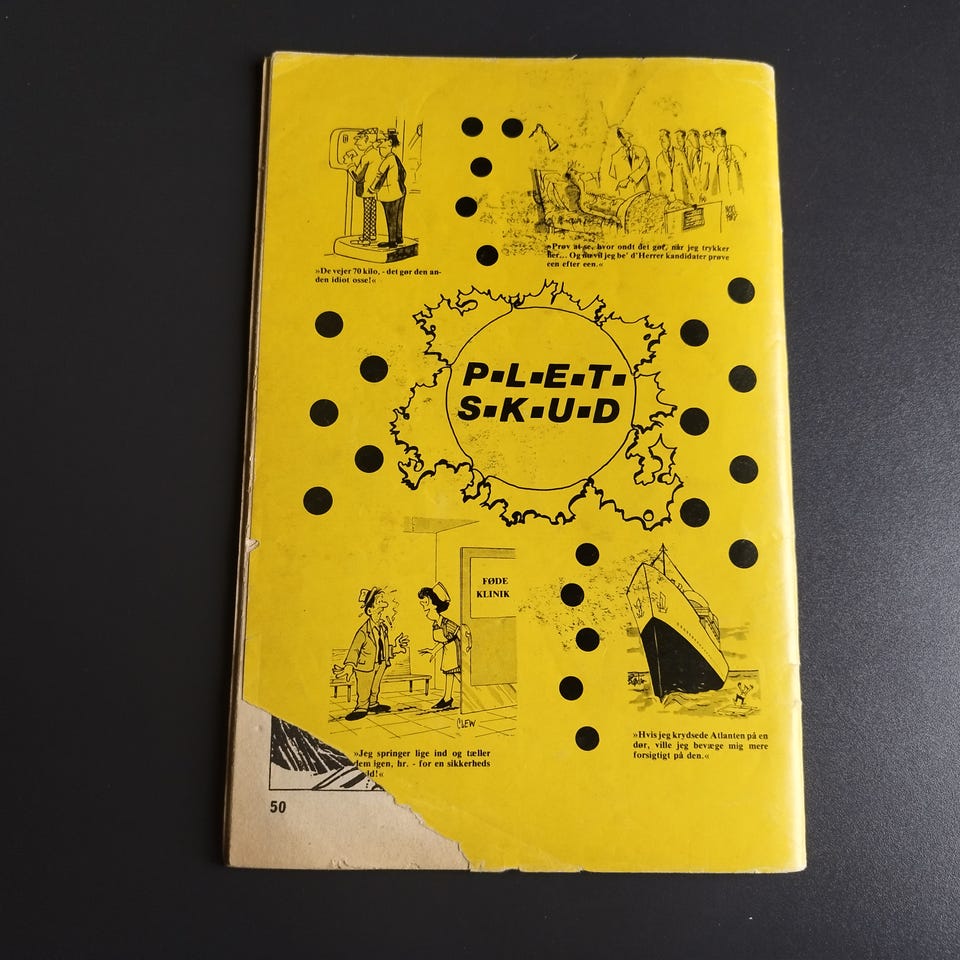 »De vejer 70 kilo, - det gør den an-
den idiot osse!«
»Prøv at se, hvor ondt det gør, når jeg trykker
her... Og nu vil jeg be' d'Herrer kandidater prøve
een efter een.«
P·L·E·T·
S·K·U·D
FØDE
KLINIK
CLEW
»Jeg springer lige ind og tæller
dem igen, hr. - for en sikkerheds
»Hvis jeg krydsede Atlanten på en
dør, ville jeg bevæge mig mere
forsigtigt på den.«
50